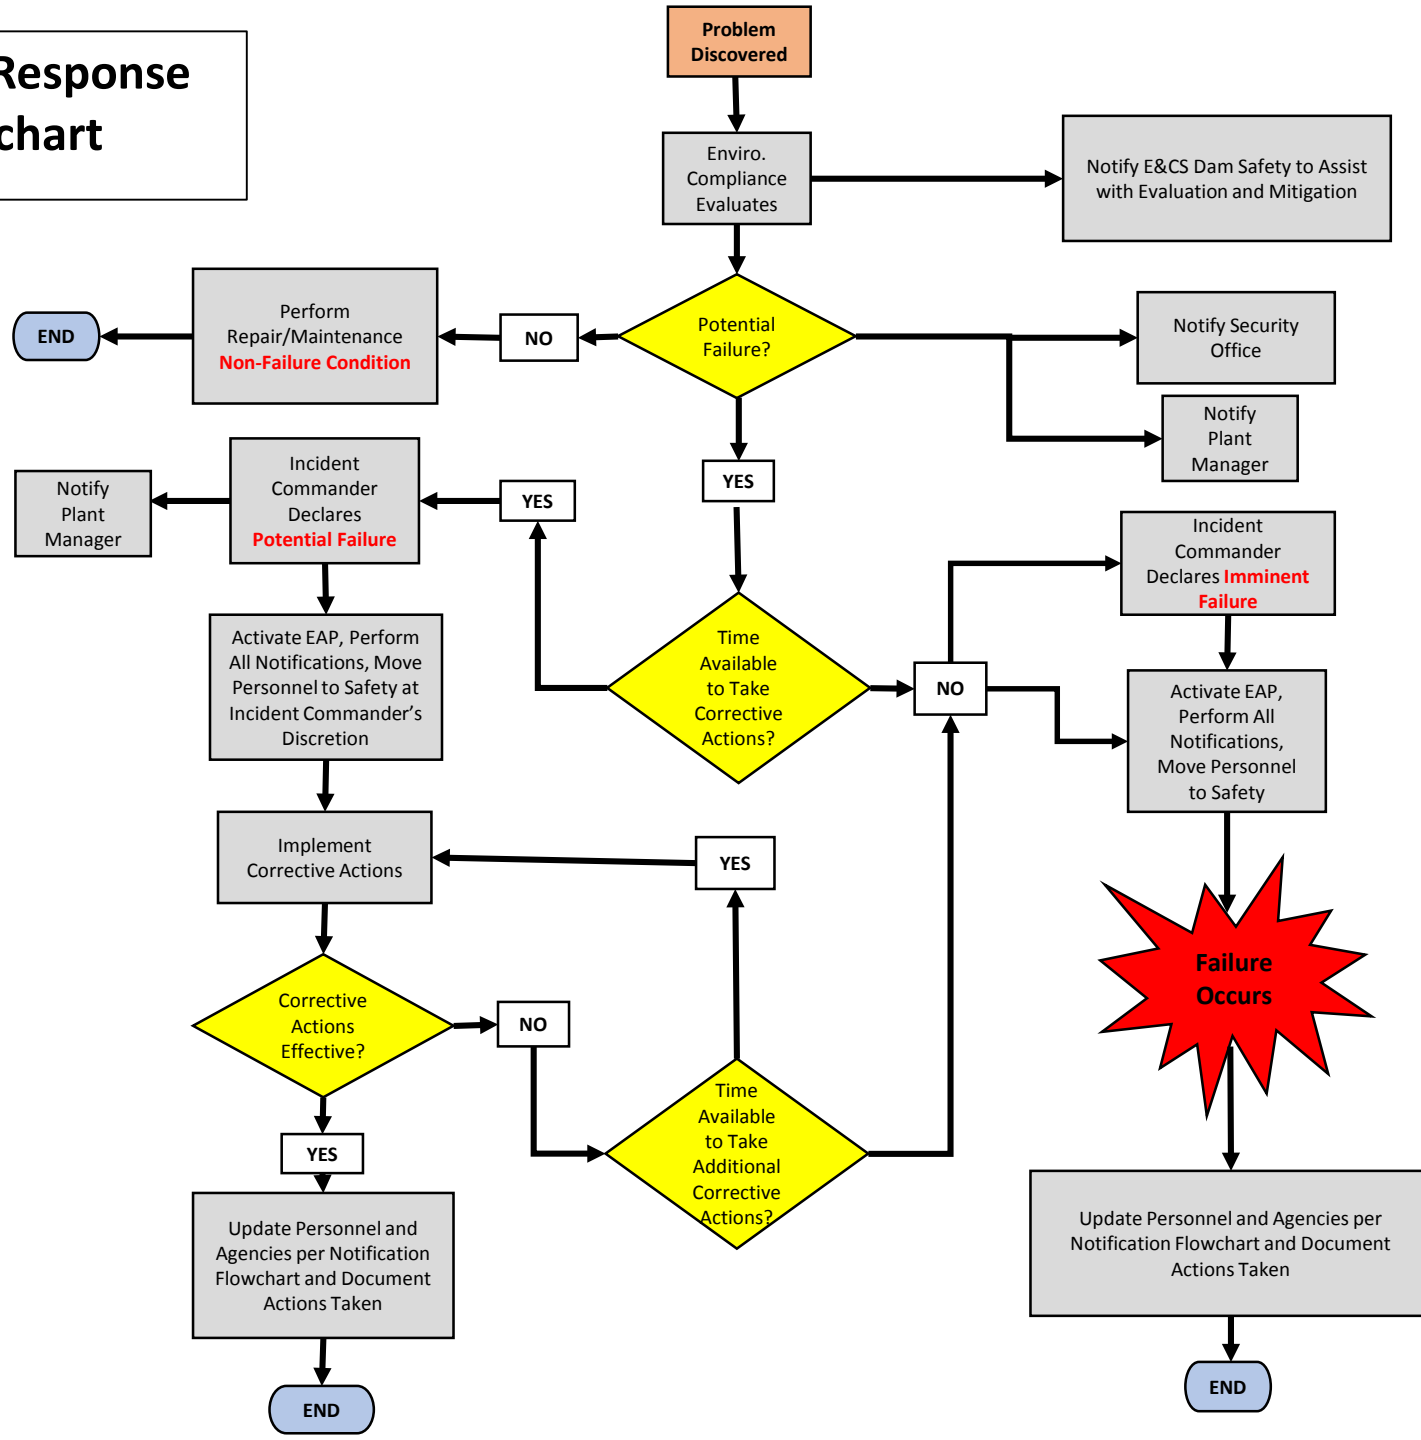 Response
chart
Problem
Discovered
Enviro.
Compliance
Evaluates
Notify E&CS Dam Safety to Assist
with Evaluation and Mitigation
END
Perform
Repair/Maintenance
Non-Failure Condition
NO
Potential
Failure?
Notify Security
Office
Notify
Plant
Manager
YES
Notify
Plant
Manager
Incident
Commander
Declares
Potential Failure
YES
Incident
Commander
Declares Imminent
Failure
Activate EAP, Perform
All Notifications, Move
Personnel to Safety at
Incident Commander’s
Discretion
Time
Available
to Take
Corrective
Actions?
NO
Activate EAP,
Perform All
Notifications,
Move Personnel
to Safety
Implement
Corrective Actions
YES
Failure
Occurs
Corrective
Actions
Effective?
NO
Time
Available
to Take
Additional
Corrective
Actions?
YES
Update Personnel and
Agencies per Notification
Flowchart and Document
Actions Taken
Update Personnel and Agencies per
Notification Flowchart and Document
Actions Taken
END
END